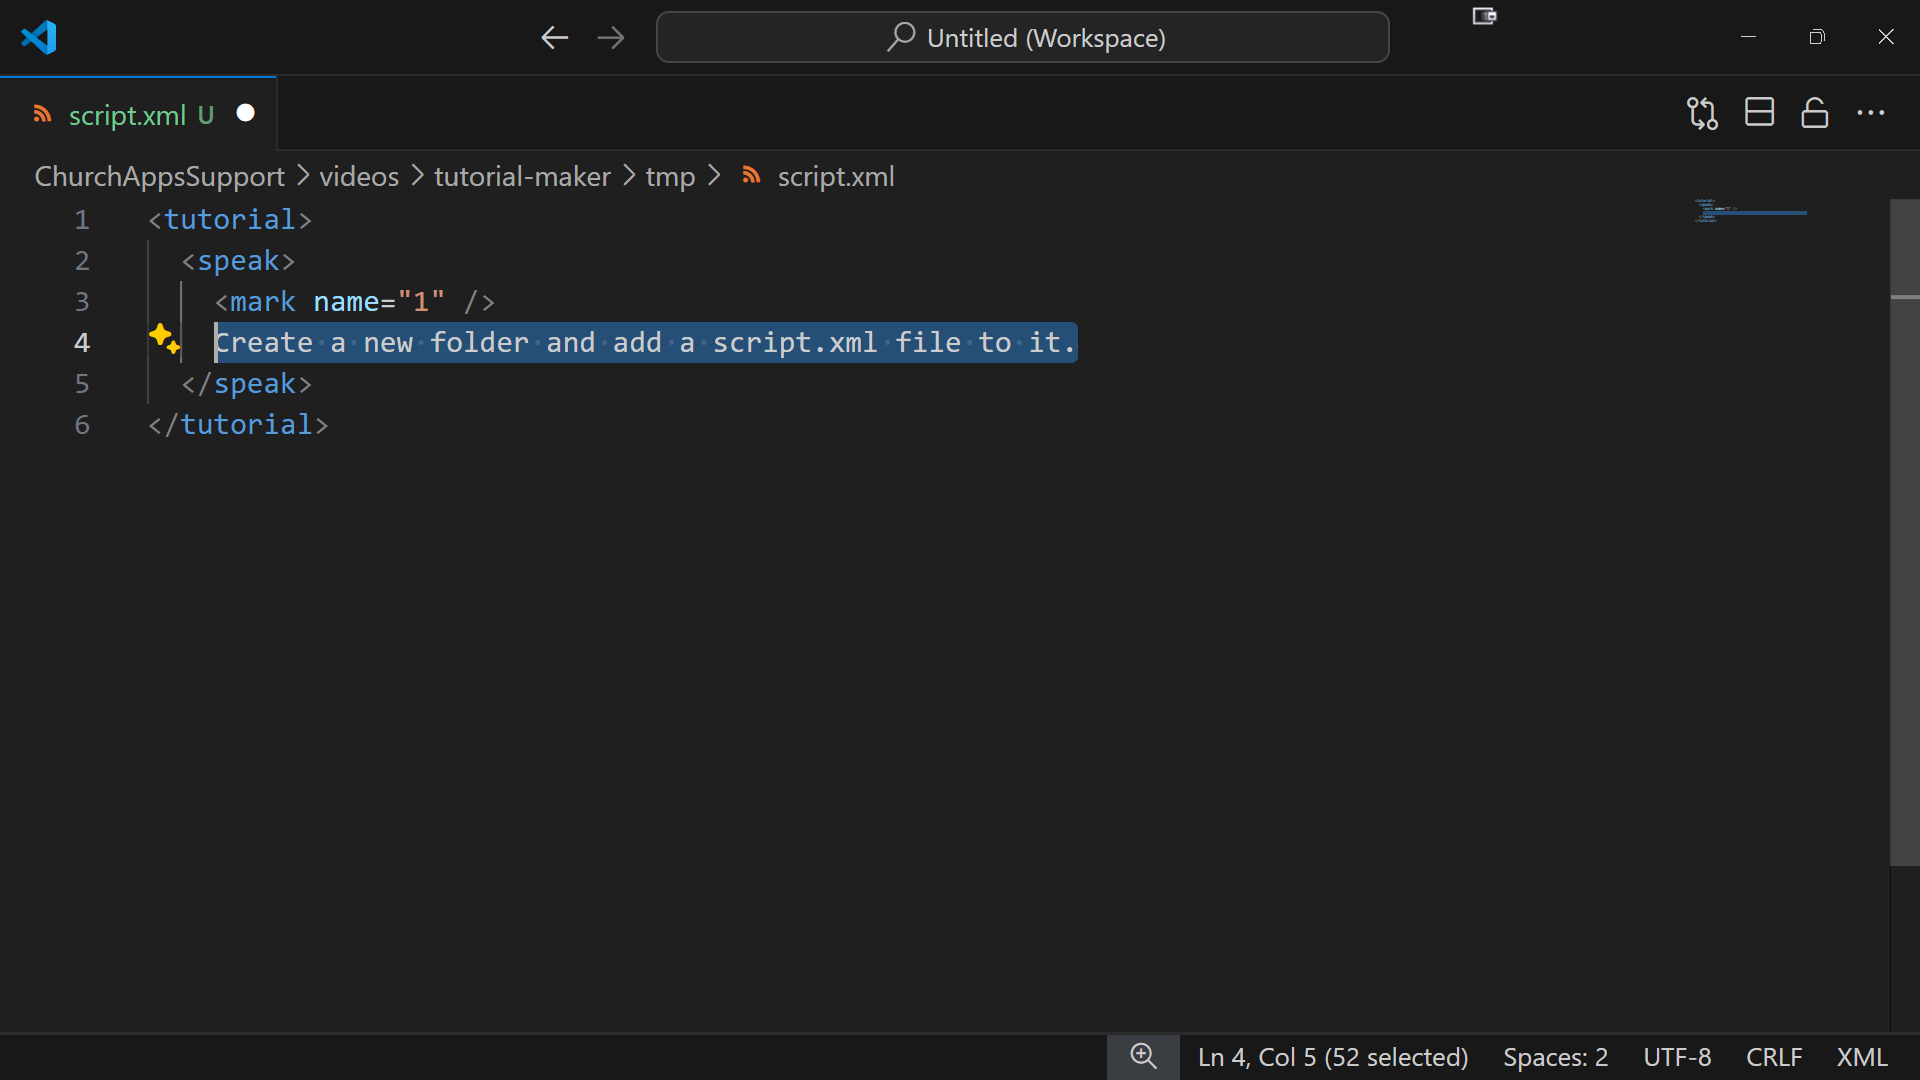 Untitled (Workspace)
script.xml U
ChurchAppsSupport > videos > tutorial-maker > tmp > script.xml
1 <tutorial>
2 <speak>
3 <mark name="1" />
4 Create a new folder and add a script.xml file to it.
5 </speak>
6 </tutorial>
Ln 4, Col 5 (52 selected) Spaces: 2 UTF-8 CRLF XML